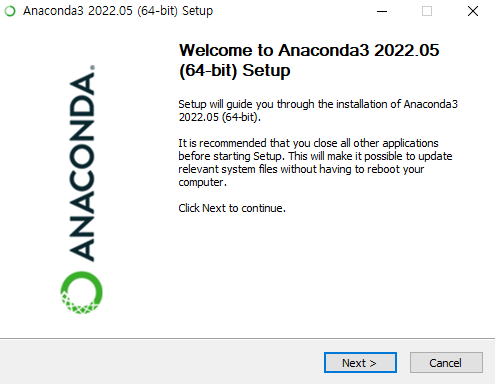 Anaconda3 2022.05 (64-bit) Setup
Welcome to Anaconda3 2022.05
(64-bit) Setup
Setup will guide you through the installation of Anaconda3
2022.05 (64-bit).
It is recommended that you close all other applications
before starting Setup. This will make it possible to update
relevant system files without having to reboot your
computer.
Click Next to continue.
ANACONDA.
Next >
Cancel